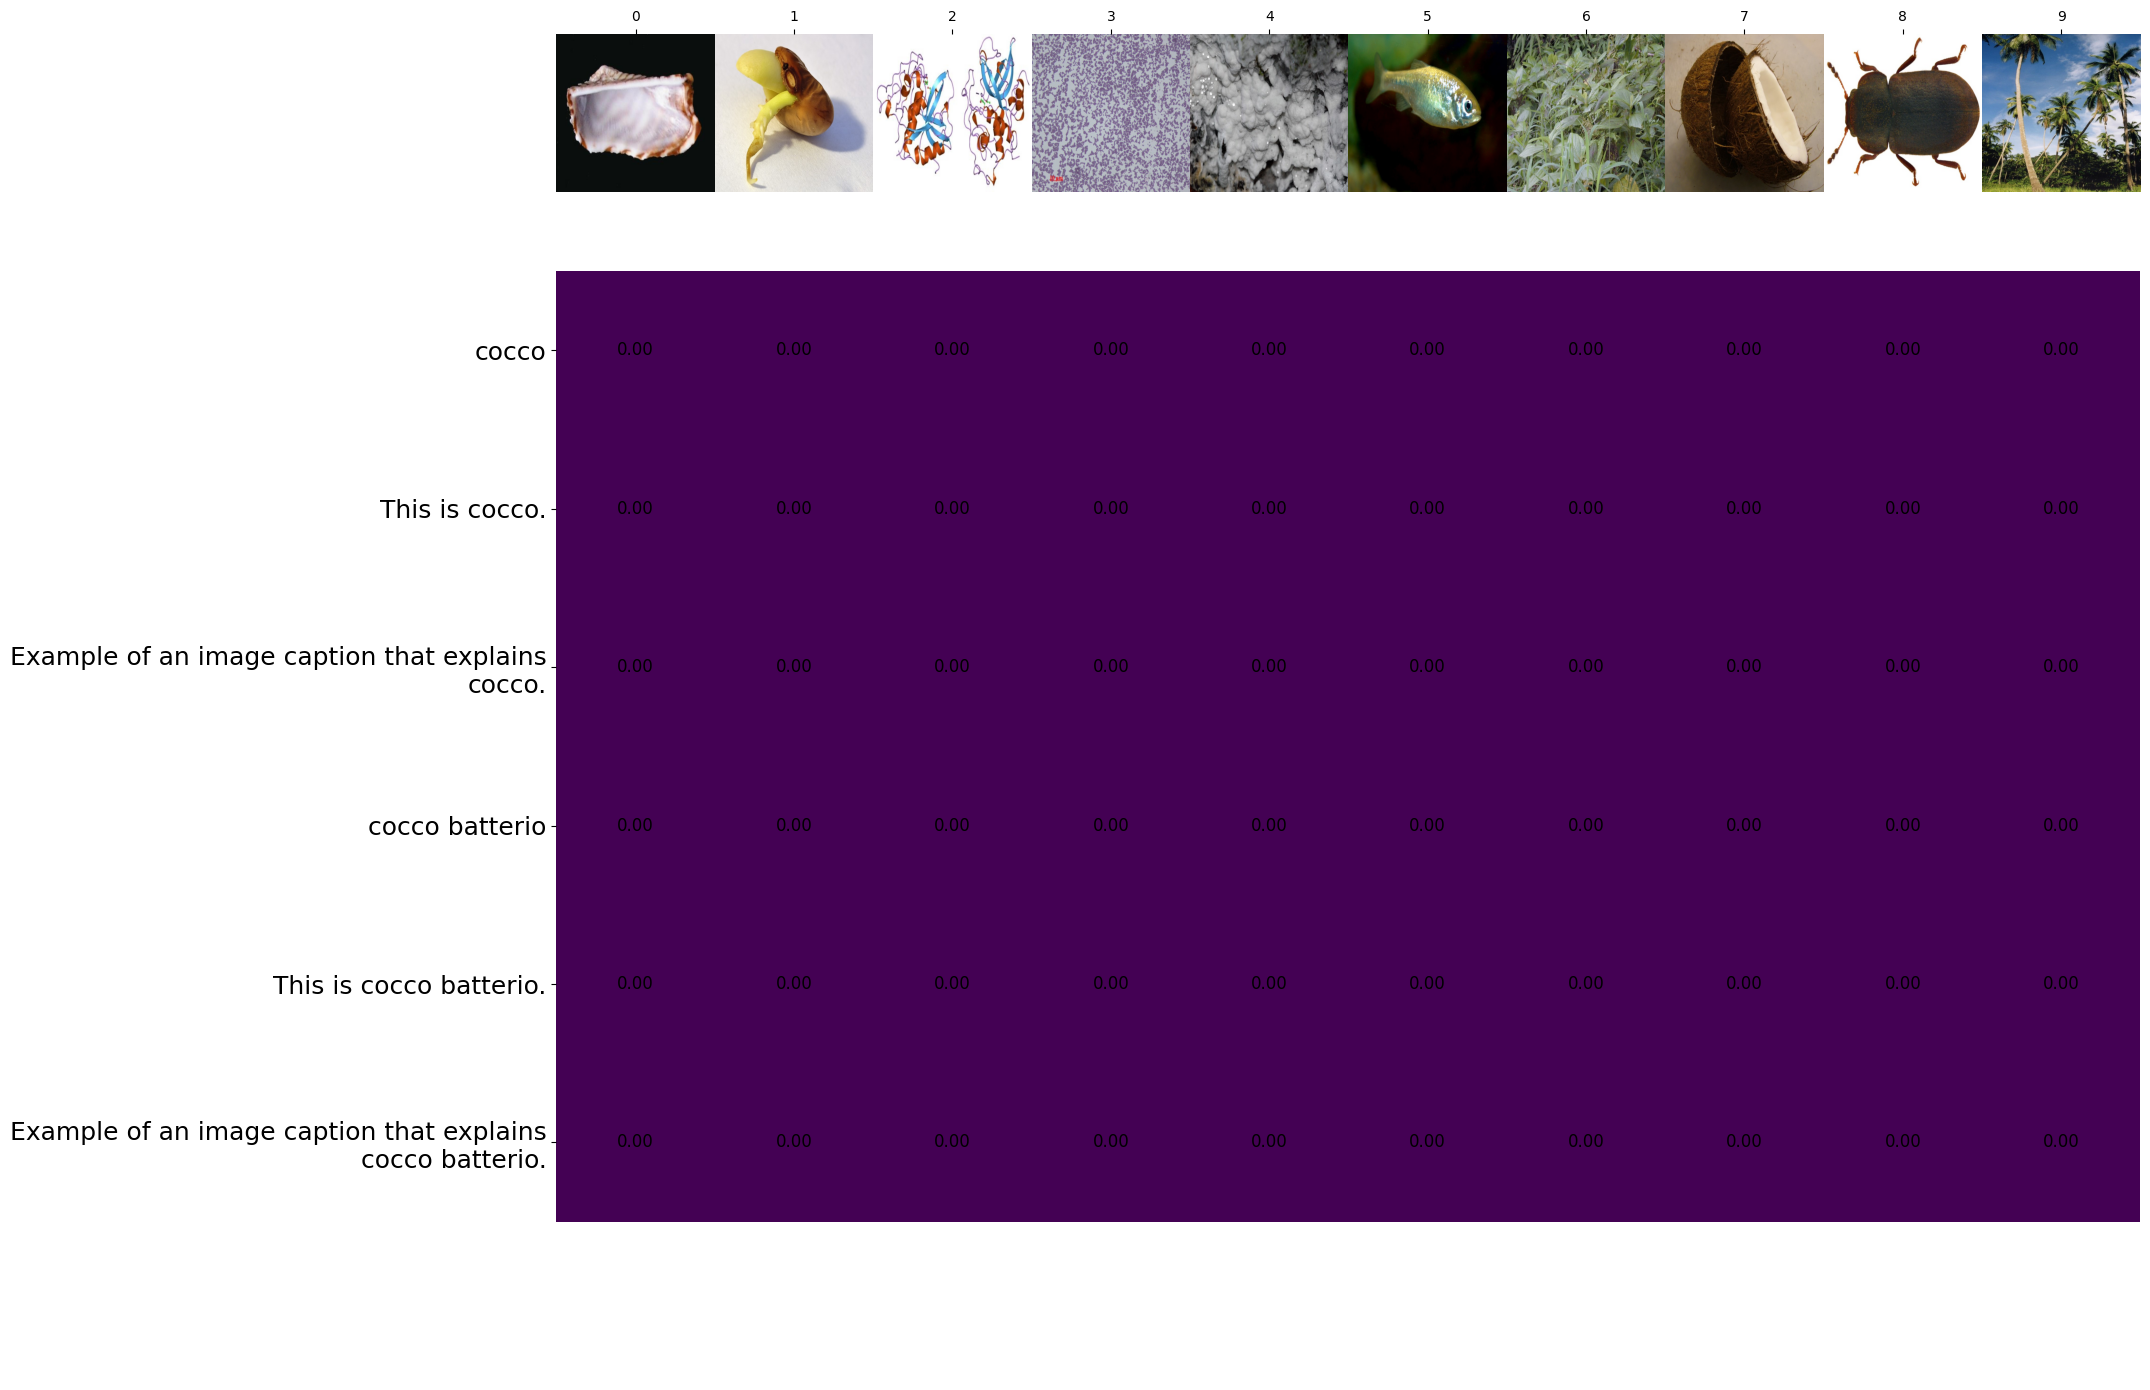 0 1 2 3 4 5 6 7 8 9
cocco 0.00 0.00 0.00 0.00 0.00 0.00 0.00 0.00 0.00 0.00
This is cocco. 0.00 0.00 0.00 0.00 0.00 0.00 0.00 0.00 0.00 0.00
Example of an image caption that explains
cocco. 0.00 0.00 0.00 0.00 0.00 0.00 0.00 0.00 0.00 0.00
cocco batterio 0.00 0.00 0.00 0.00 0.00 0.00 0.00 0.00 0.00 0.00
This is cocco batterio. 0.00 0.00 0.00 0.00 0.00 0.00 0.00 0.00 0.00 0.00
Example of an image caption that explains
cocco batterio. 0.00 0.00 0.00 0.00 0.00 0.00 0.00 0.00 0.00 0.00